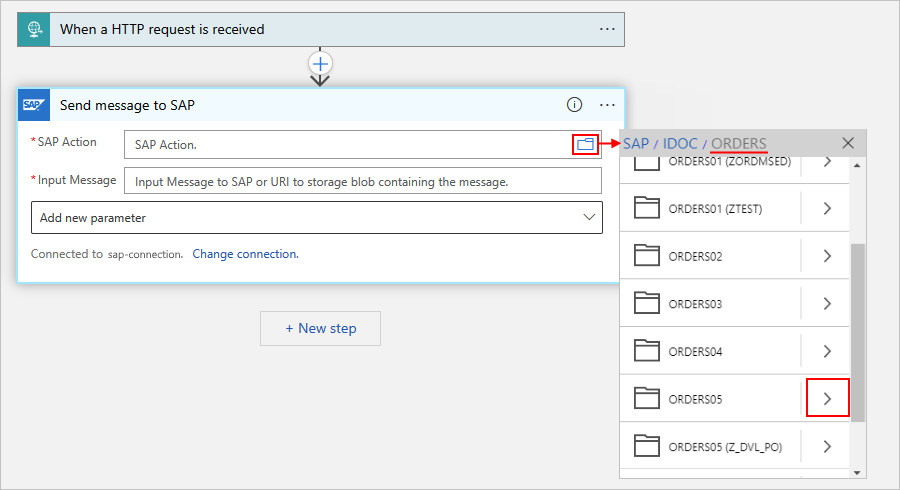 When a HTTP request is received
SAP
Send message to SAP
*SAP Action
SAP Action.
*Input Message
Input Message to SAP or URI to storage blob containing the message.
Add new parameter
Connected to sap-connection. Change connection.
+ New step
SAP / IDOC / ORDERS
ORDERS01 (ZORDMSED)
ORDERS01 (ZTEST)
ORDERS02
ORDERS03
ORDERS04
ORDERS05
ORDERS05 (Z_DVL_PO)